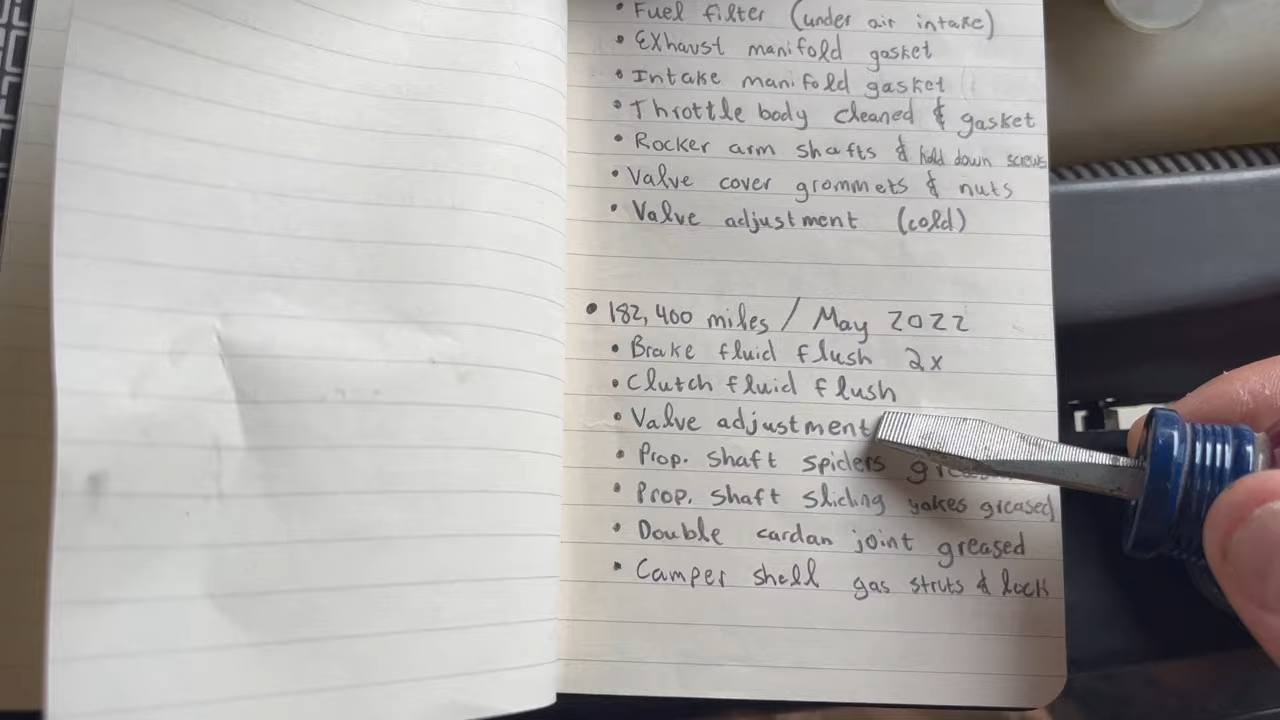 • Fuel filter (under air intake)
• Exhaust manifold gasket
• Intake manifold gasket
• Throttle body cleaned & gasket
• Rocker arm shafts & hold down screws
• Valve cover grommets & nuts
• Valve adjustment (cold)
• 182,400 miles / May 2022
• Brake fluid flush 2x
• Clutch fluid flush
• Valve adjustment
• Prop. shaft spiders
• Prop. shaft sliding yokes greased
• Double cardan joint greased
• Camper shell gas struts & lock